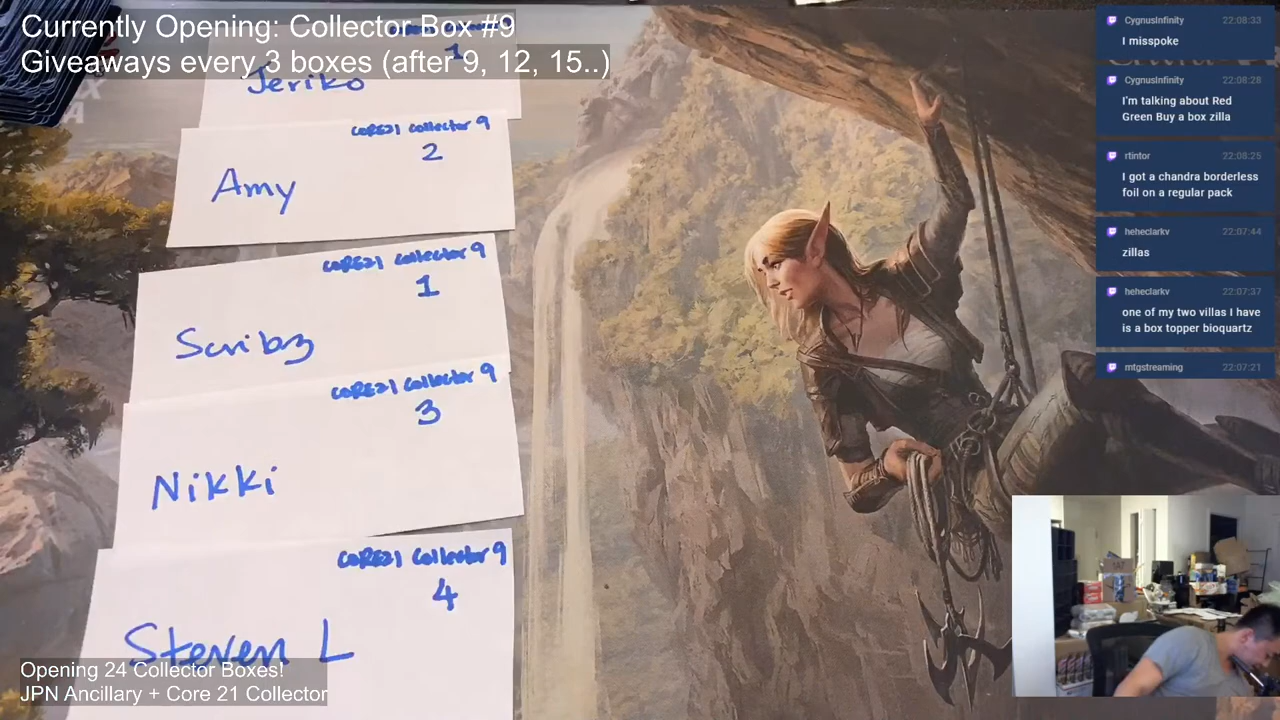 Currently Opening: Collector Box #9
Giveaways every 3 boxes (after 9, 12, 15..)
1
Jeriko
CORE21 Collector 9
2
Amy
CORE21 Collector 9
1
Scribz
CORE21 Collector 9
3
Nikki
CORE21 Collector 9
4
Steven L
Opening 24 Collector Boxes!
JPN Ancillary + Core 21 Collector
CygnusInfinity 22:08:33
I misspoke
CygnusInfinity 22:08:28
I'm talking about Red
Green Buy a box zilla
rtintor 22:08:25
I got a chandra borderless
foil on a regular pack
heheclarkv 22:07:44
zillas
heheclarkv 22:07:37
one of my two villas I have
is a box topper bioquartz
mtgstreaming 22:07:21